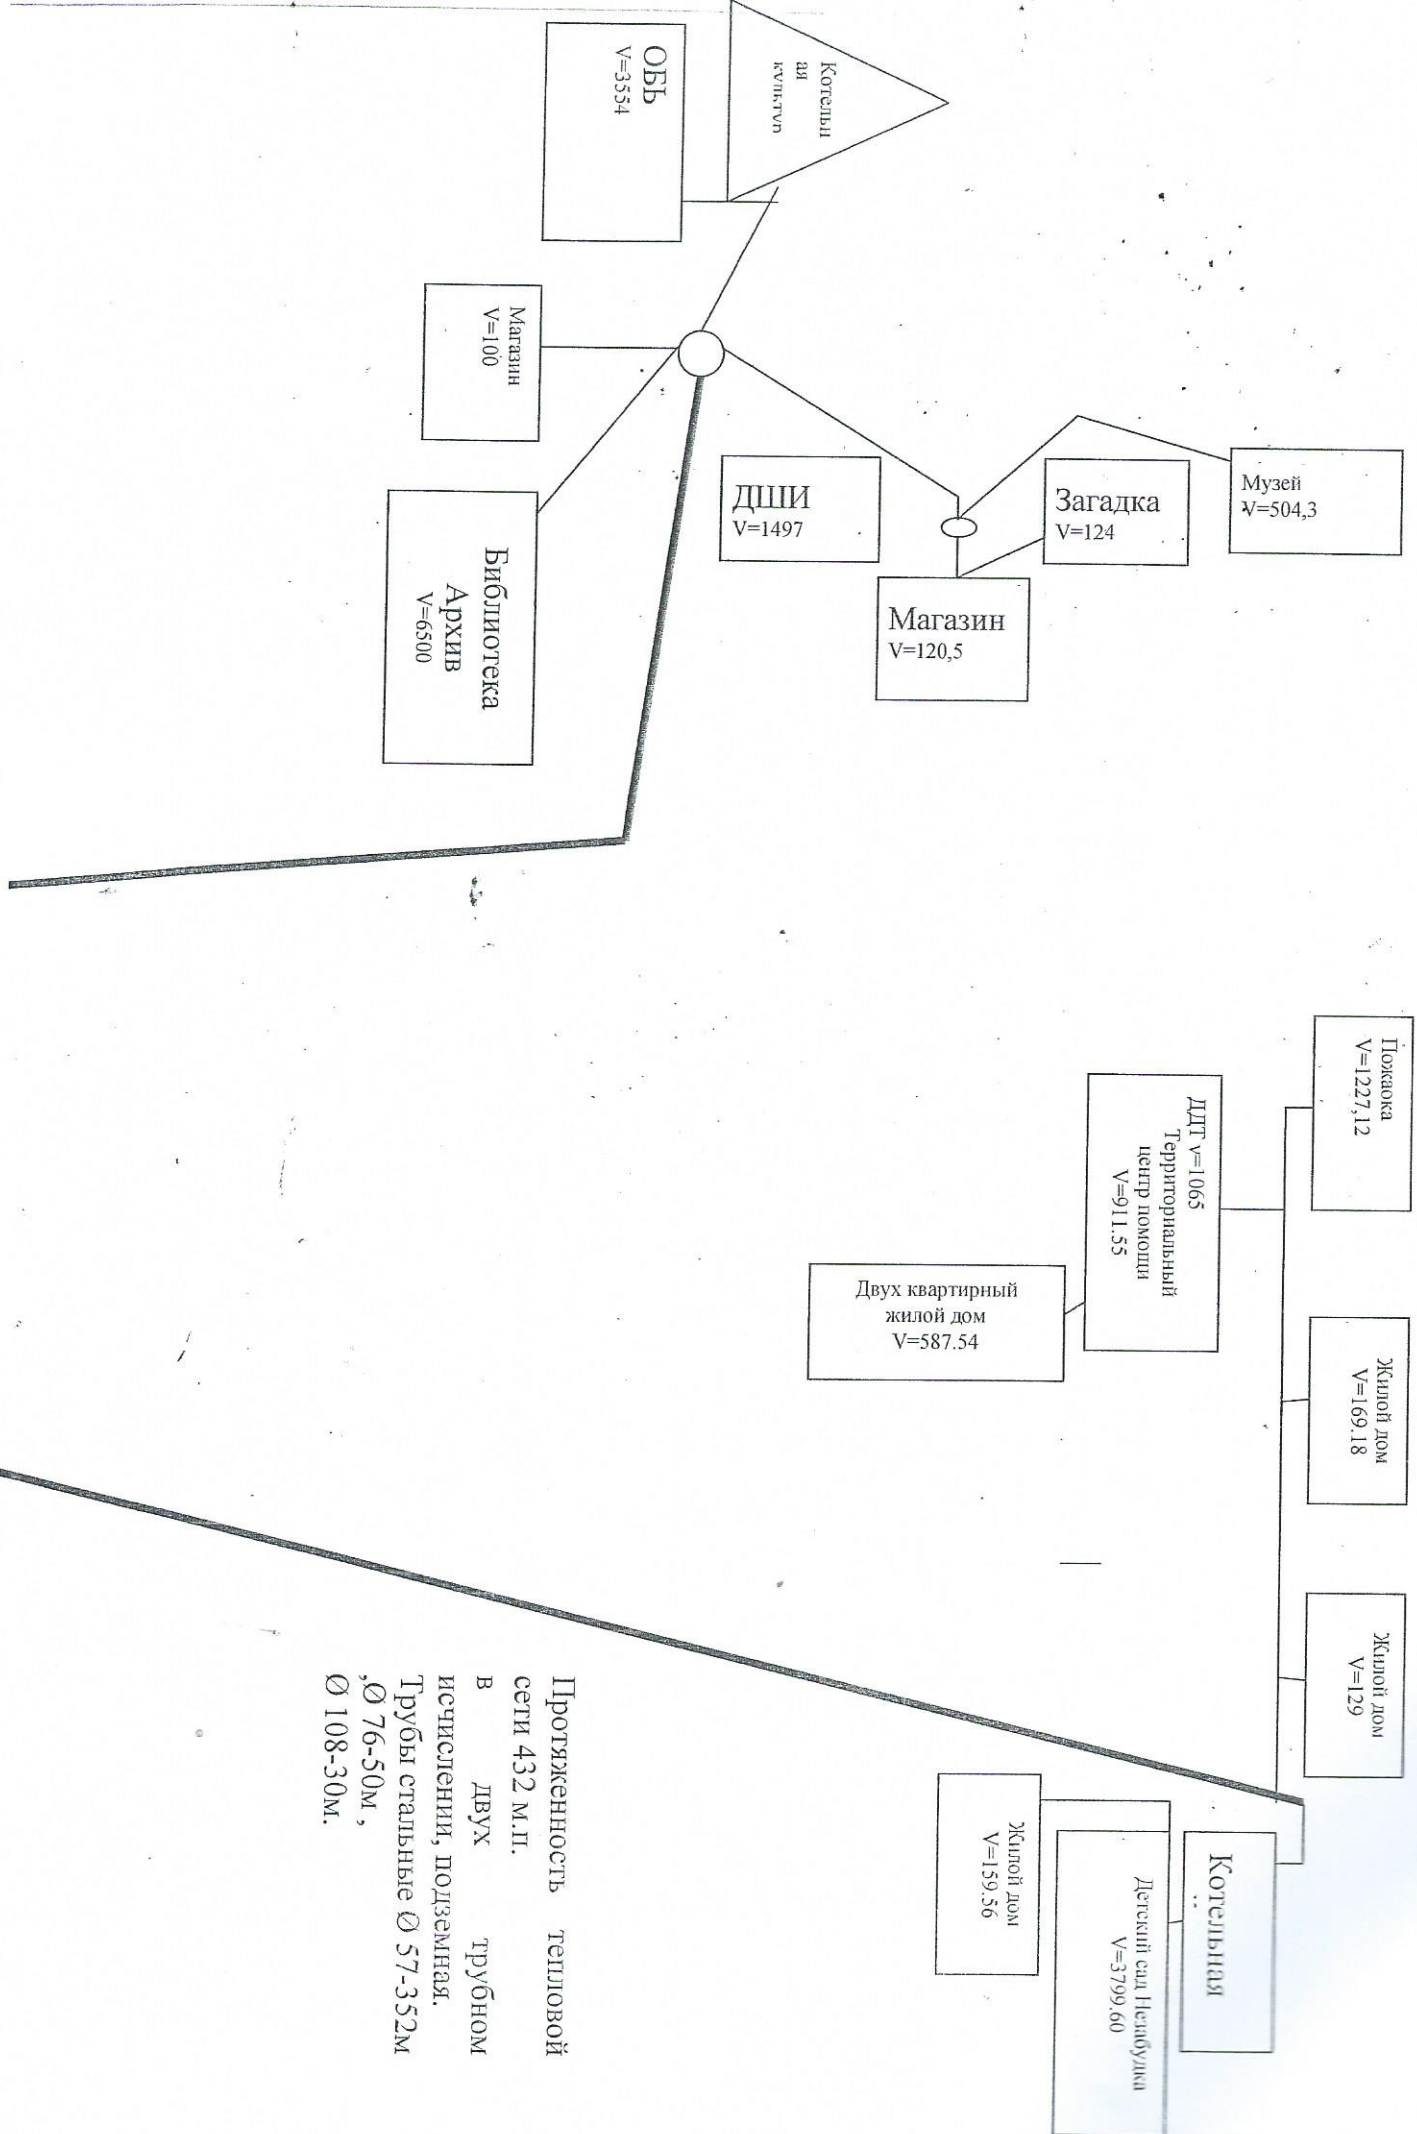 Котельн
ая
культур
ОБЬ
V=3554
Магазин
V=100
Библиотека
Архив
V=6500
ДШИ
V=1497
Магазин
V=120,5
Загадка
V=124
Музей
V=504,3
Пожаока
V=1227,12
ДДТ v=1065
Территориальный
центр помощи
V=911.55
Двух квартирный
жилой дом
V=587.54
Жилой дом
V=169.18
Жилой дом
V=129
Котельная
Детский сад Незабудка
V=3799.60
Жилой дом
V=159.56
Протяженность тепловой
сети 432 м.п.
в двух трубном
исчислении, подземная.
Трубы стальные Ø 57-352м
,Ø 76-50м ,
Ø 108-30м.